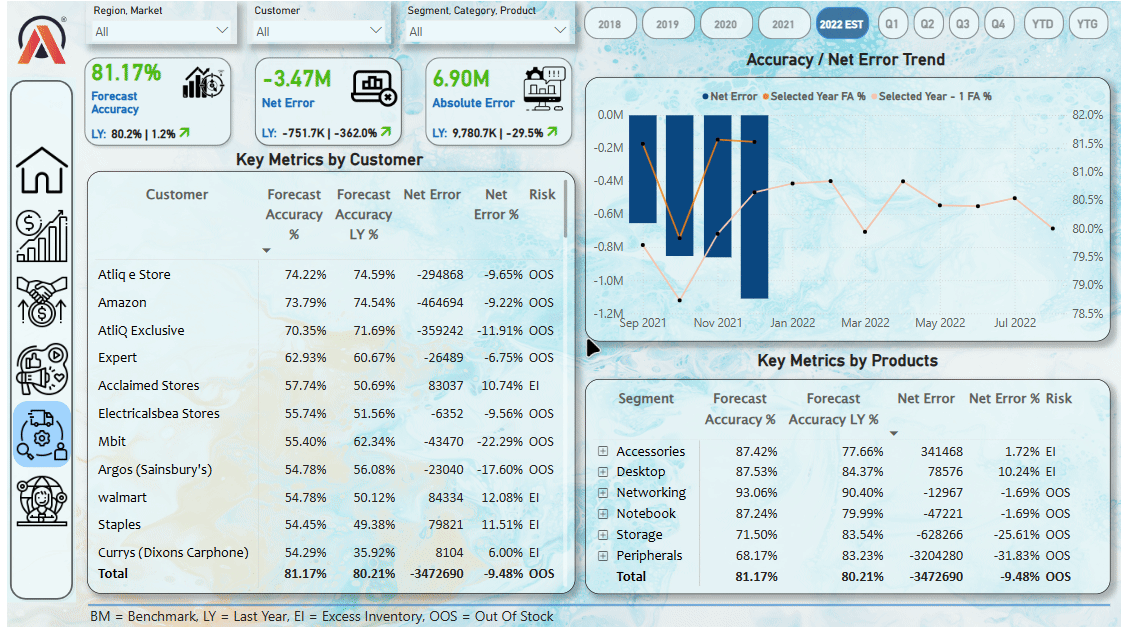 Region, Market
All
Customer
All
Segment, Category, Product
All
2018 2019 2020 2021 2022 EST Q1 Q2 Q3 Q4 YTD YTG
81.17%
Forecast
Accuracy
LY: 80.2% | 1.2%
-3.47M
Net Error
LY: -751.7K | -362.0%
6.90M
Absolute Error
LY: 9,780.7K | -29.5%
Accuracy / Net Error Trend
Net Error Selected Year FA % Selected Year - 1 FA %
0.0M 82.0%
-0.2M 81.5%
-0.4M 81.0%
-0.6M 80.5%
-0.8M 80.0%
-1.0M 79.5%
79.0%
-1.2M 78.5%
Sep 2021 Nov 2021 Jan 2022 Mar 2022 May 2022 Jul 2022
Key Metrics by Customer
Customer Forecast Accuracy % Forecast Accuracy LY % Net Error Net Error % Risk
Atliq e Store 74.22% 74.59% -294868 -9.65% OOS
Amazon 73.79% 74.54% -464694 -9.22% OOS
AtliQ Exclusive 70.35% 71.69% -359242 -11.91% OOS
Expert 62.93% 60.67% -26489 -6.75% OOS
Acclaimed Stores 57.74% 50.69% 83037 10.74% EI
Electricalsbea Stores 55.74% 51.56% -6352 -9.56% OOS
Mbit 55.40% 62.34% -43470 -22.29% OOS
Argos (Sainsbury's) 54.78% 56.08% -23040 -17.60% OOS
walmart 54.78% 50.12% 84334 12.08% EI
Staples 54.45% 49.38% 79821 11.51% EI
Currys (Dixons Carphone) 54.29% 35.92% 8104 6.00% EI
Total 81.17% 80.21% -3472690 -9.48% OOS
Key Metrics by Products
Segment Forecast Accuracy % Forecast Accuracy LY % Net Error Net Error % Risk
Accessories 87.42% 77.66% 341468 1.72% EI
Desktop 87.53% 84.37% 78576 10.24% EI
Networking 93.06% 90.40% -12967 -1.69% OOS
Notebook 87.24% 79.99% -47221 -1.69% OOS
Storage 71.50% 83.54% -628266 -25.61% OOS
Peripherals 68.17% 83.23% -3204280 -31.83% OOS
Total 81.17% 80.21% -3472690 -9.48% OOS
BM = Benchmark, LY = Last Year, EI = Excess Inventory, OOS = Out Of Stock